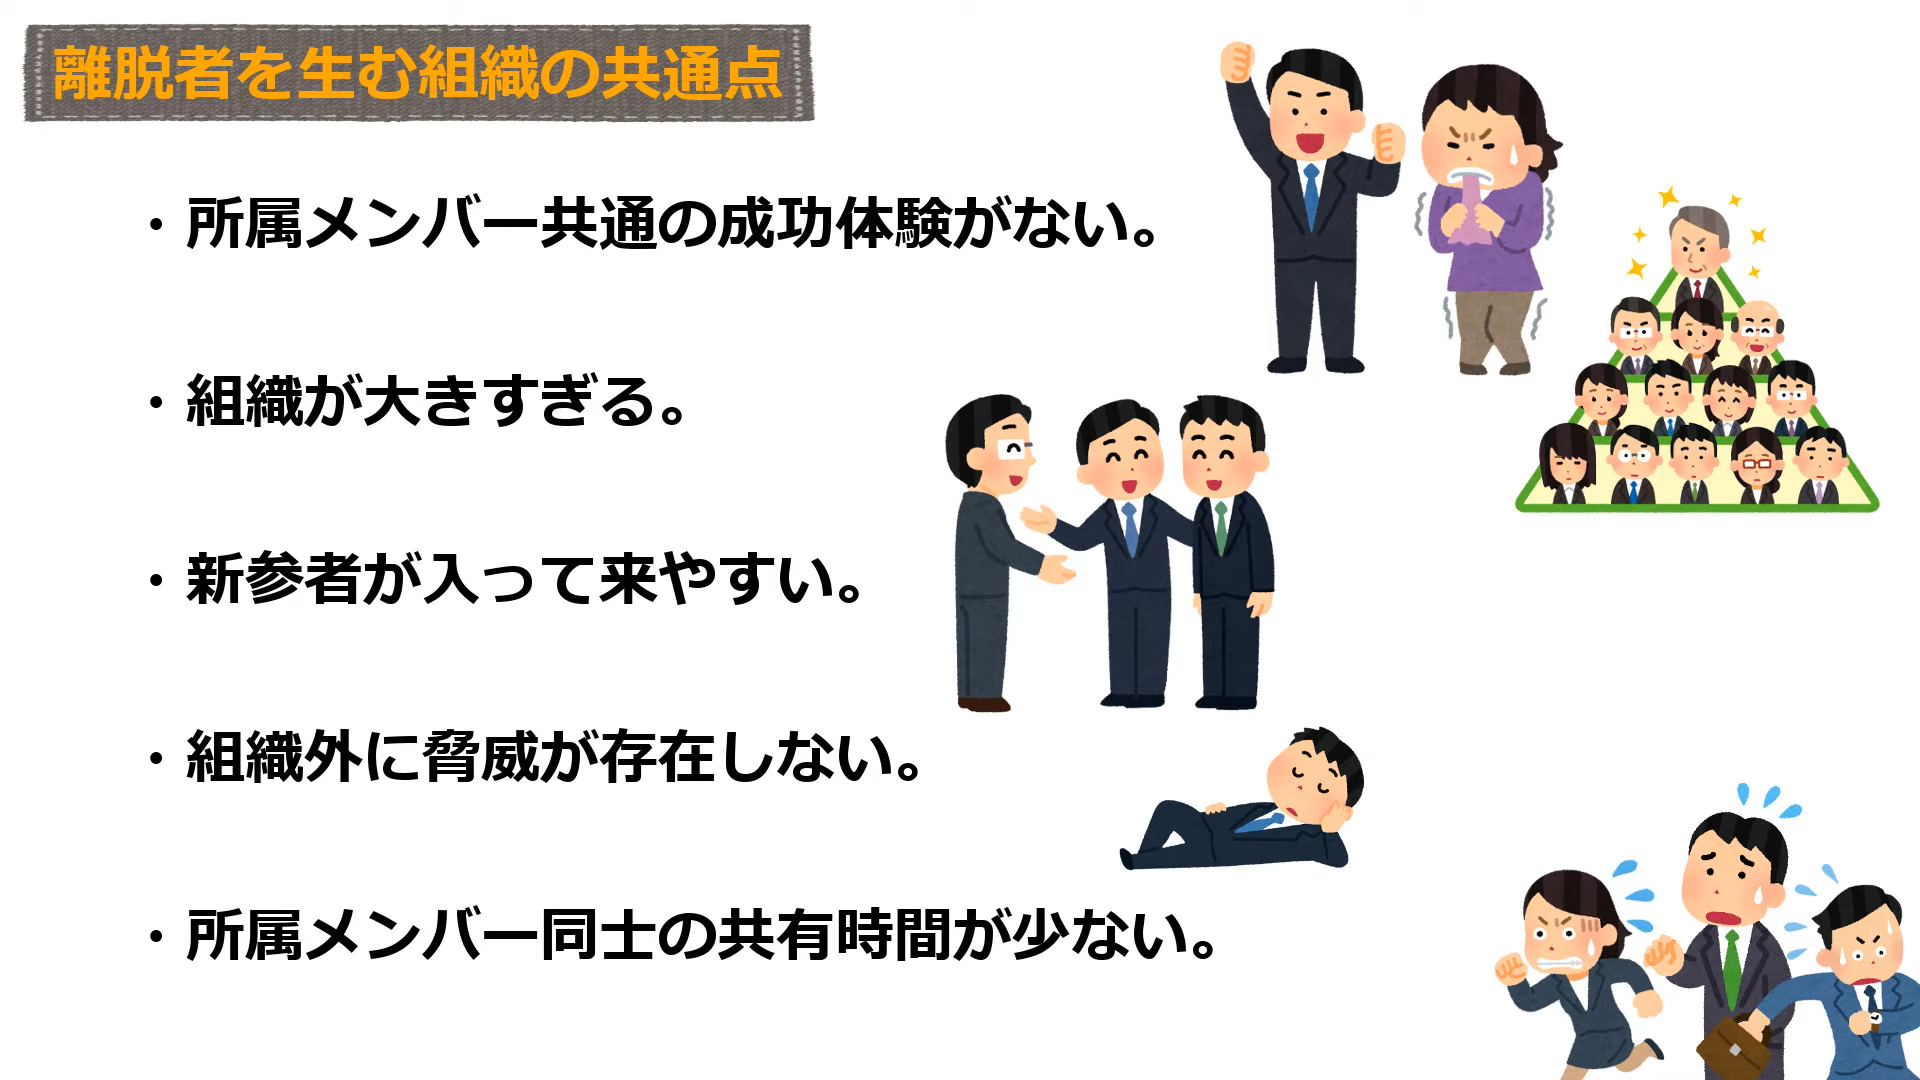 離脱者を生む組織の共通点
・所属メンバー共通の成功体験がない。
・組織が大きすぎる。
・新参者が入って来やすい。
・組織外に脅威が存在しない。
・所属メンバー同士の共有時間が少ない。